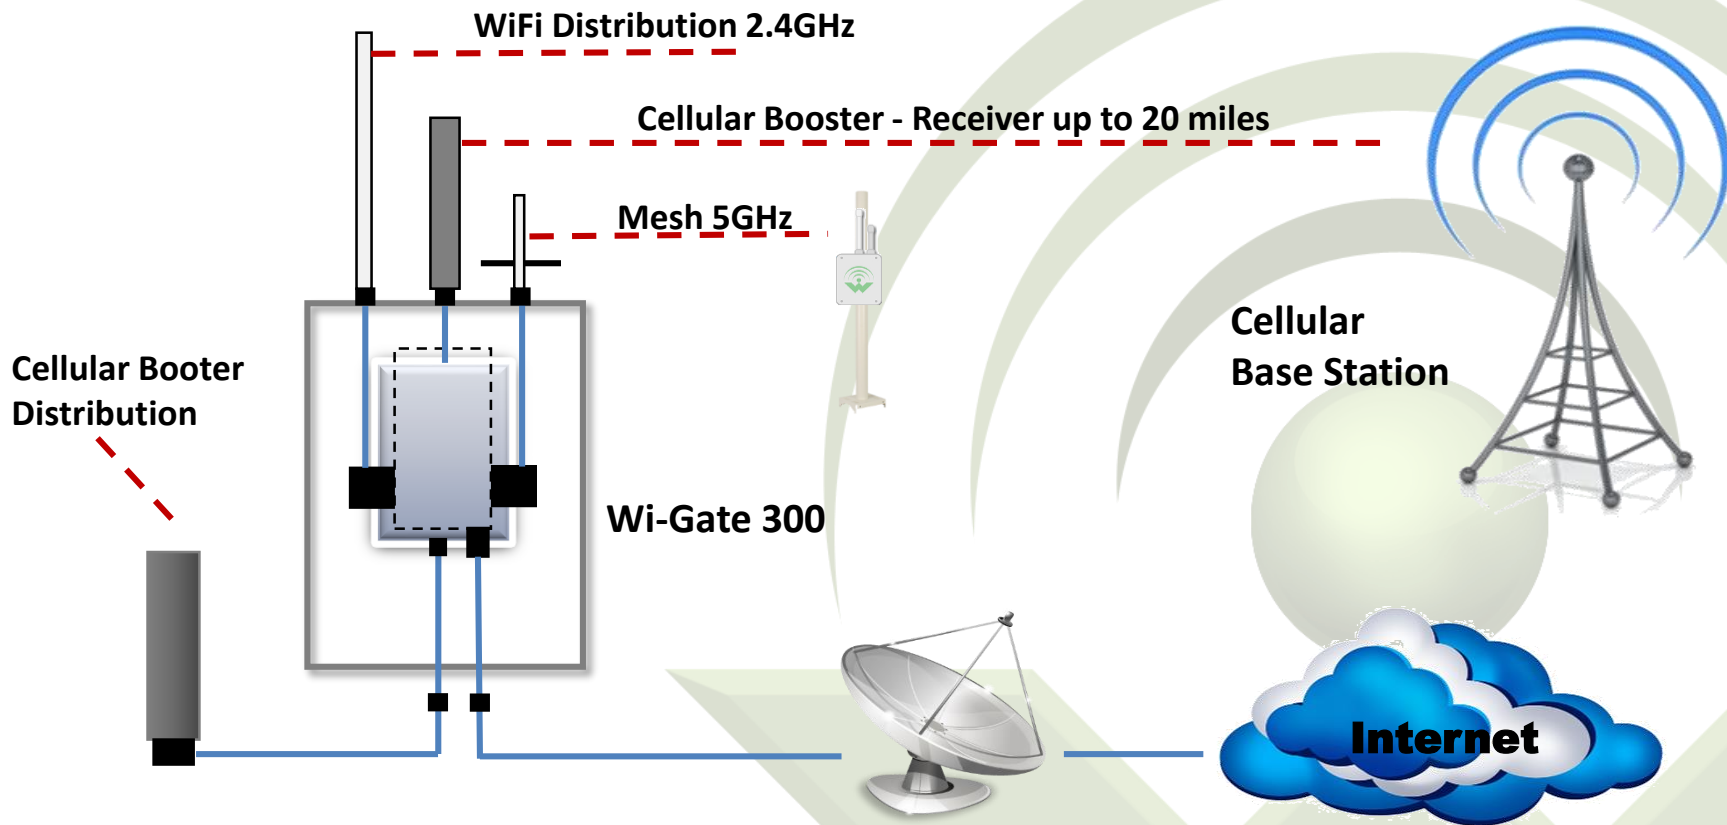 WiFi Distribution 2.4GHz
Cellular Booster - Receiver up to 20 miles
Mesh 5GHz
Cellular
Base Station
Cellular Booter
Distribution
Wi-Gate 300
Internet